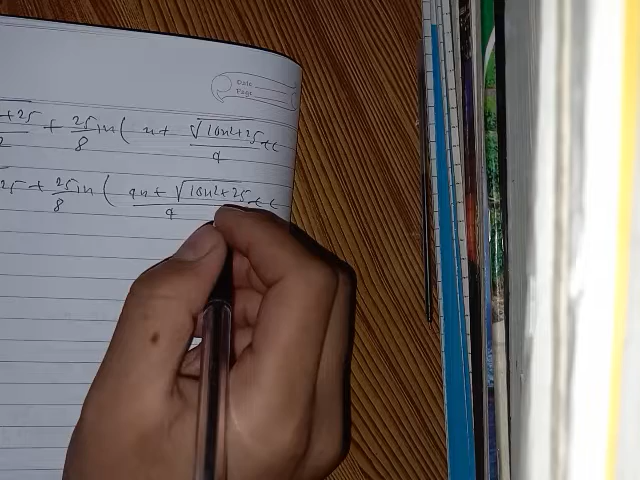 Date
Page
+25/2 + 25/8 ln( x + √16x²+25/4 +c
25 + 25/8 ln( 4x + √16x²+25/4 +c